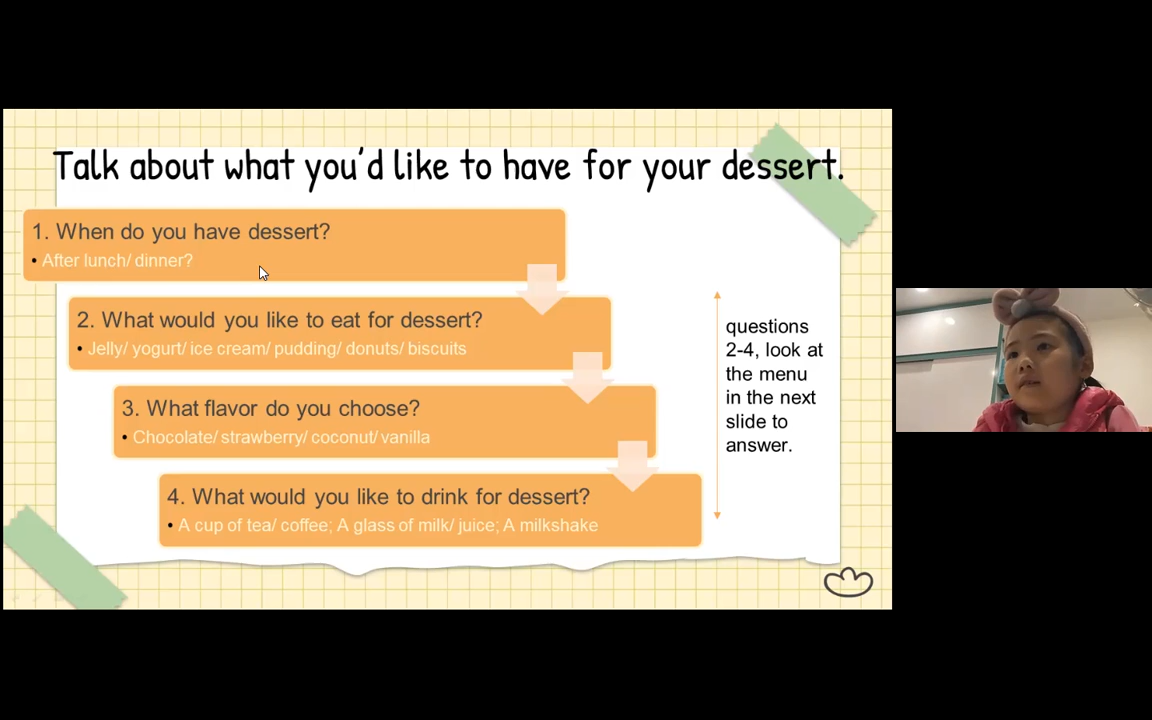 Talk about what you'd like to have for your dessert.
1. When do you have dessert?
• After lunch/ dinner?
2. What would you like to eat for dessert?
• Jelly/ yogurt/ ice cream/ pudding/ donuts/ biscuits
3. What flavor do you choose?
• Chocolate/ strawberry/ coconut/ vanilla
4. What would you like to drink for dessert?
• A cup of tea/ coffee; A glass of milk/ juice; A milkshake
questions
2-4, look at
the menu
in the next
slide to
answer.